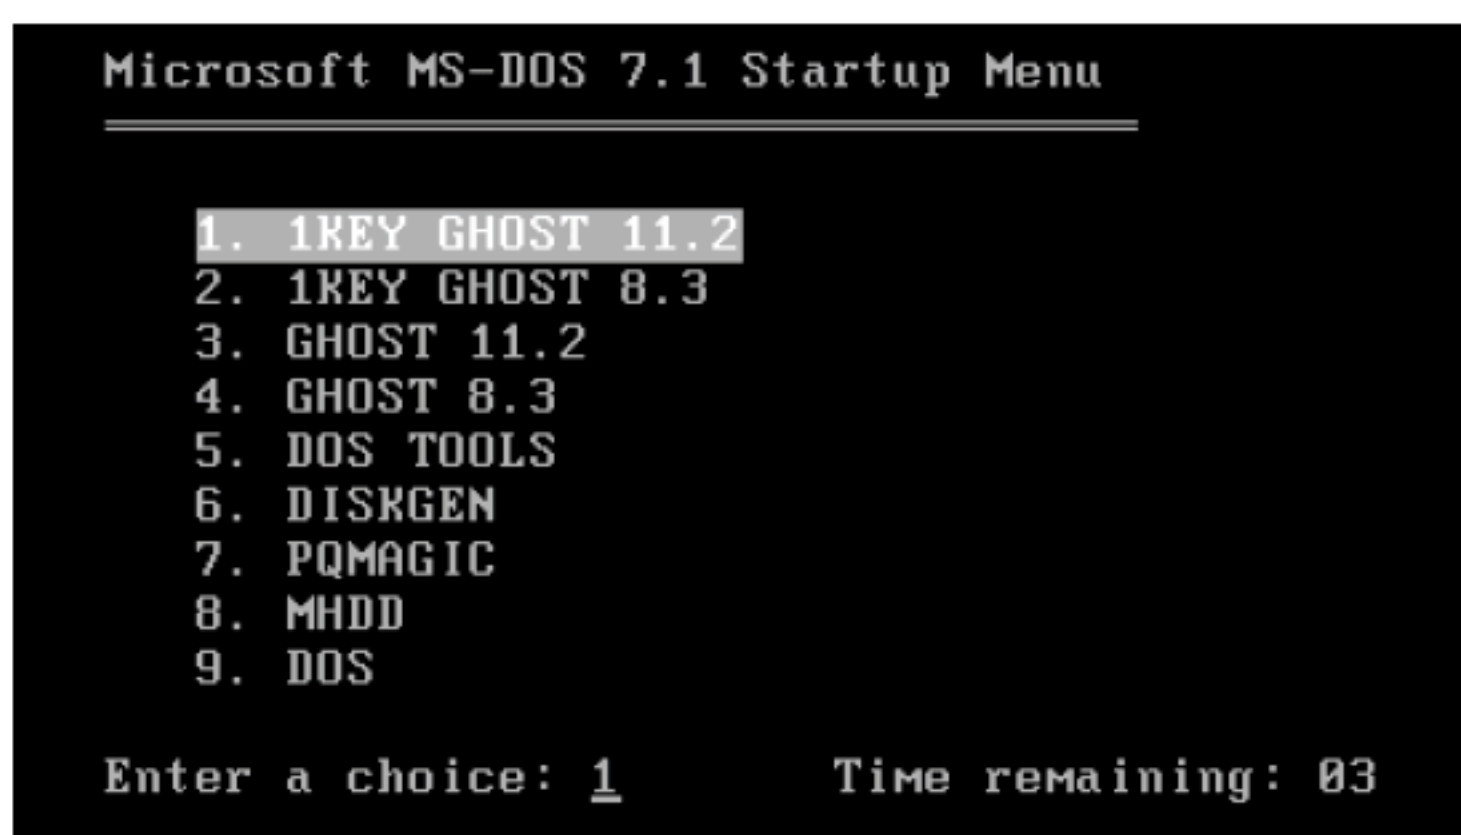 Microsoft MS-DOS 7.1 Startup Menu
1. 1KEY GHOST 11.2
2. 1KEY GHOST 8.3
3. GHOST 11.2
4. GHOST 8.3
5. DOS TOOLS
6. DISKGEN
7. PQMAGIC
8. MHDD
9. DOS
Enter a choice: 1 Time remaining: 03